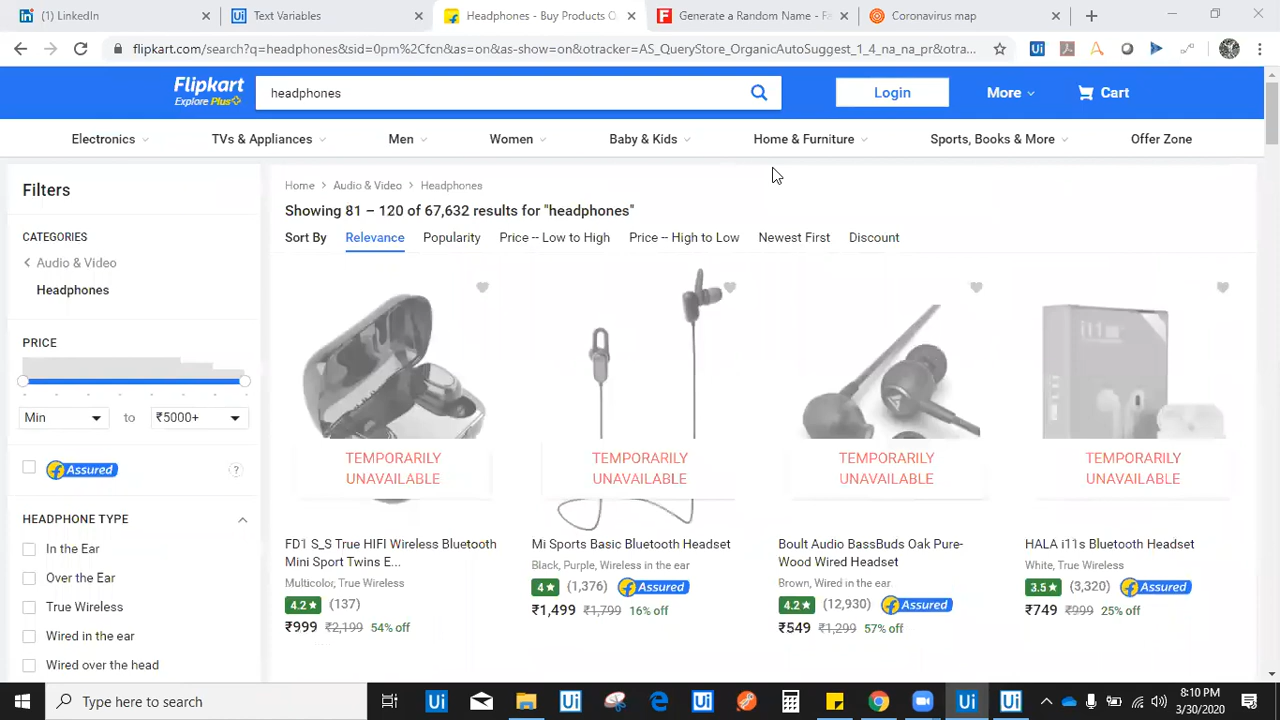 (1) LinkedIn
Text Variables
Headphones - Buy Products O
Generate a Random Name - Fa
Coronavirus map
flipkart.com/search?q=headphones&sid=0pm%2Cfcn&as=on&as-show=on&otracker=AS_QueryStore_OrganicAutoSuggest_1_4_na_na_pr&otra...
Flipkart
Explore Plus
headphones
Login
More
Cart
Electronics
TVs & Appliances
Men
Women
Baby & Kids
Home & Furniture
Sports, Books & More
Offer Zone
Filters
CATEGORIES
Audio & Video
Headphones
PRICE
Min
to
₹5000+
Assured
?
HEADPHONE TYPE
In the Ear
Over the Ear
True Wireless
Wired in the ear
Wired over the head
Home > Audio & Video > Headphones
Showing 81 – 120 of 67,632 results for "headphones"
Sort By Relevance Popularity Price -- Low to High Price -- High to Low Newest First Discount
TEMPORARILY
UNAVAILABLE
FD1 S_S True HIFI Wireless Bluetooth
Mini Sport Twins E...
Multicolor, True Wireless
4.2 ★ (137)
₹999 ₹2,199 54% off
TEMPORARILY
UNAVAILABLE
Mi Sports Basic Bluetooth Headset
Black, Purple, Wireless in the ear
4 ★ (1,376) Assured
₹1,499 ₹1,799 16% off
TEMPORARILY
UNAVAILABLE
Boult Audio BassBuds Oak Pure-
Wood Wired Headset
Brown, Wired in the ear
4.2 ★ (12,930) Assured
₹549 ₹1,299 57% off
i11
TEMPORARILY
UNAVAILABLE
HALA i11s Bluetooth Headset
White, True Wireless
3.5 ★ (3,320) Assured
₹749 ₹999 25% off
Type here to search
8:10 PM
3/30/2020